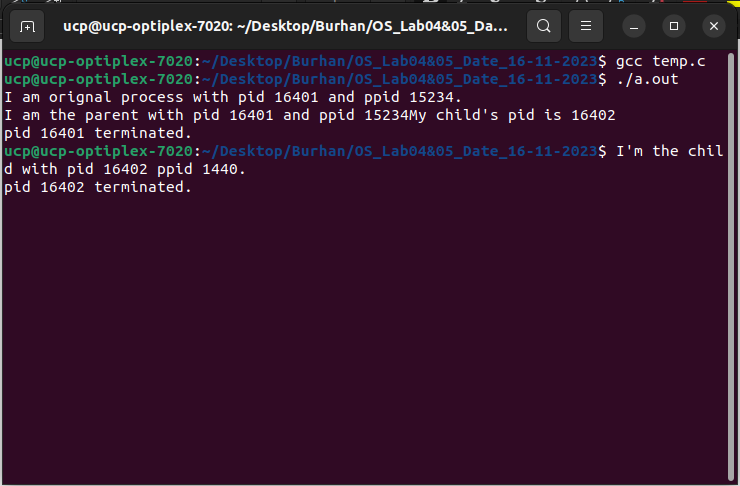 ucp@ucp-optiplex-7020: ~/Desktop/Burhan/OS_Lab04&05_Da...
ucp@ucp-optiplex-7020:~/Desktop/Burhan/OS_Lab04&05_Date_16-11-2023$ gcc temp.c
ucp@ucp-optiplex-7020:~/Desktop/Burhan/OS_Lab04&05_Date_16-11-2023$ ./a.out
I am orignal process with pid 16401 and ppid 15234.
I am the parent with pid 16401 and ppid 15234My child's pid is 16402
pid 16401 terminated.
ucp@ucp-optiplex-7020:~/Desktop/Burhan/OS_Lab04&05_Date_16-11-2023$ I'm the chil
d with pid 16402 ppid 1440.
pid 16402 terminated.